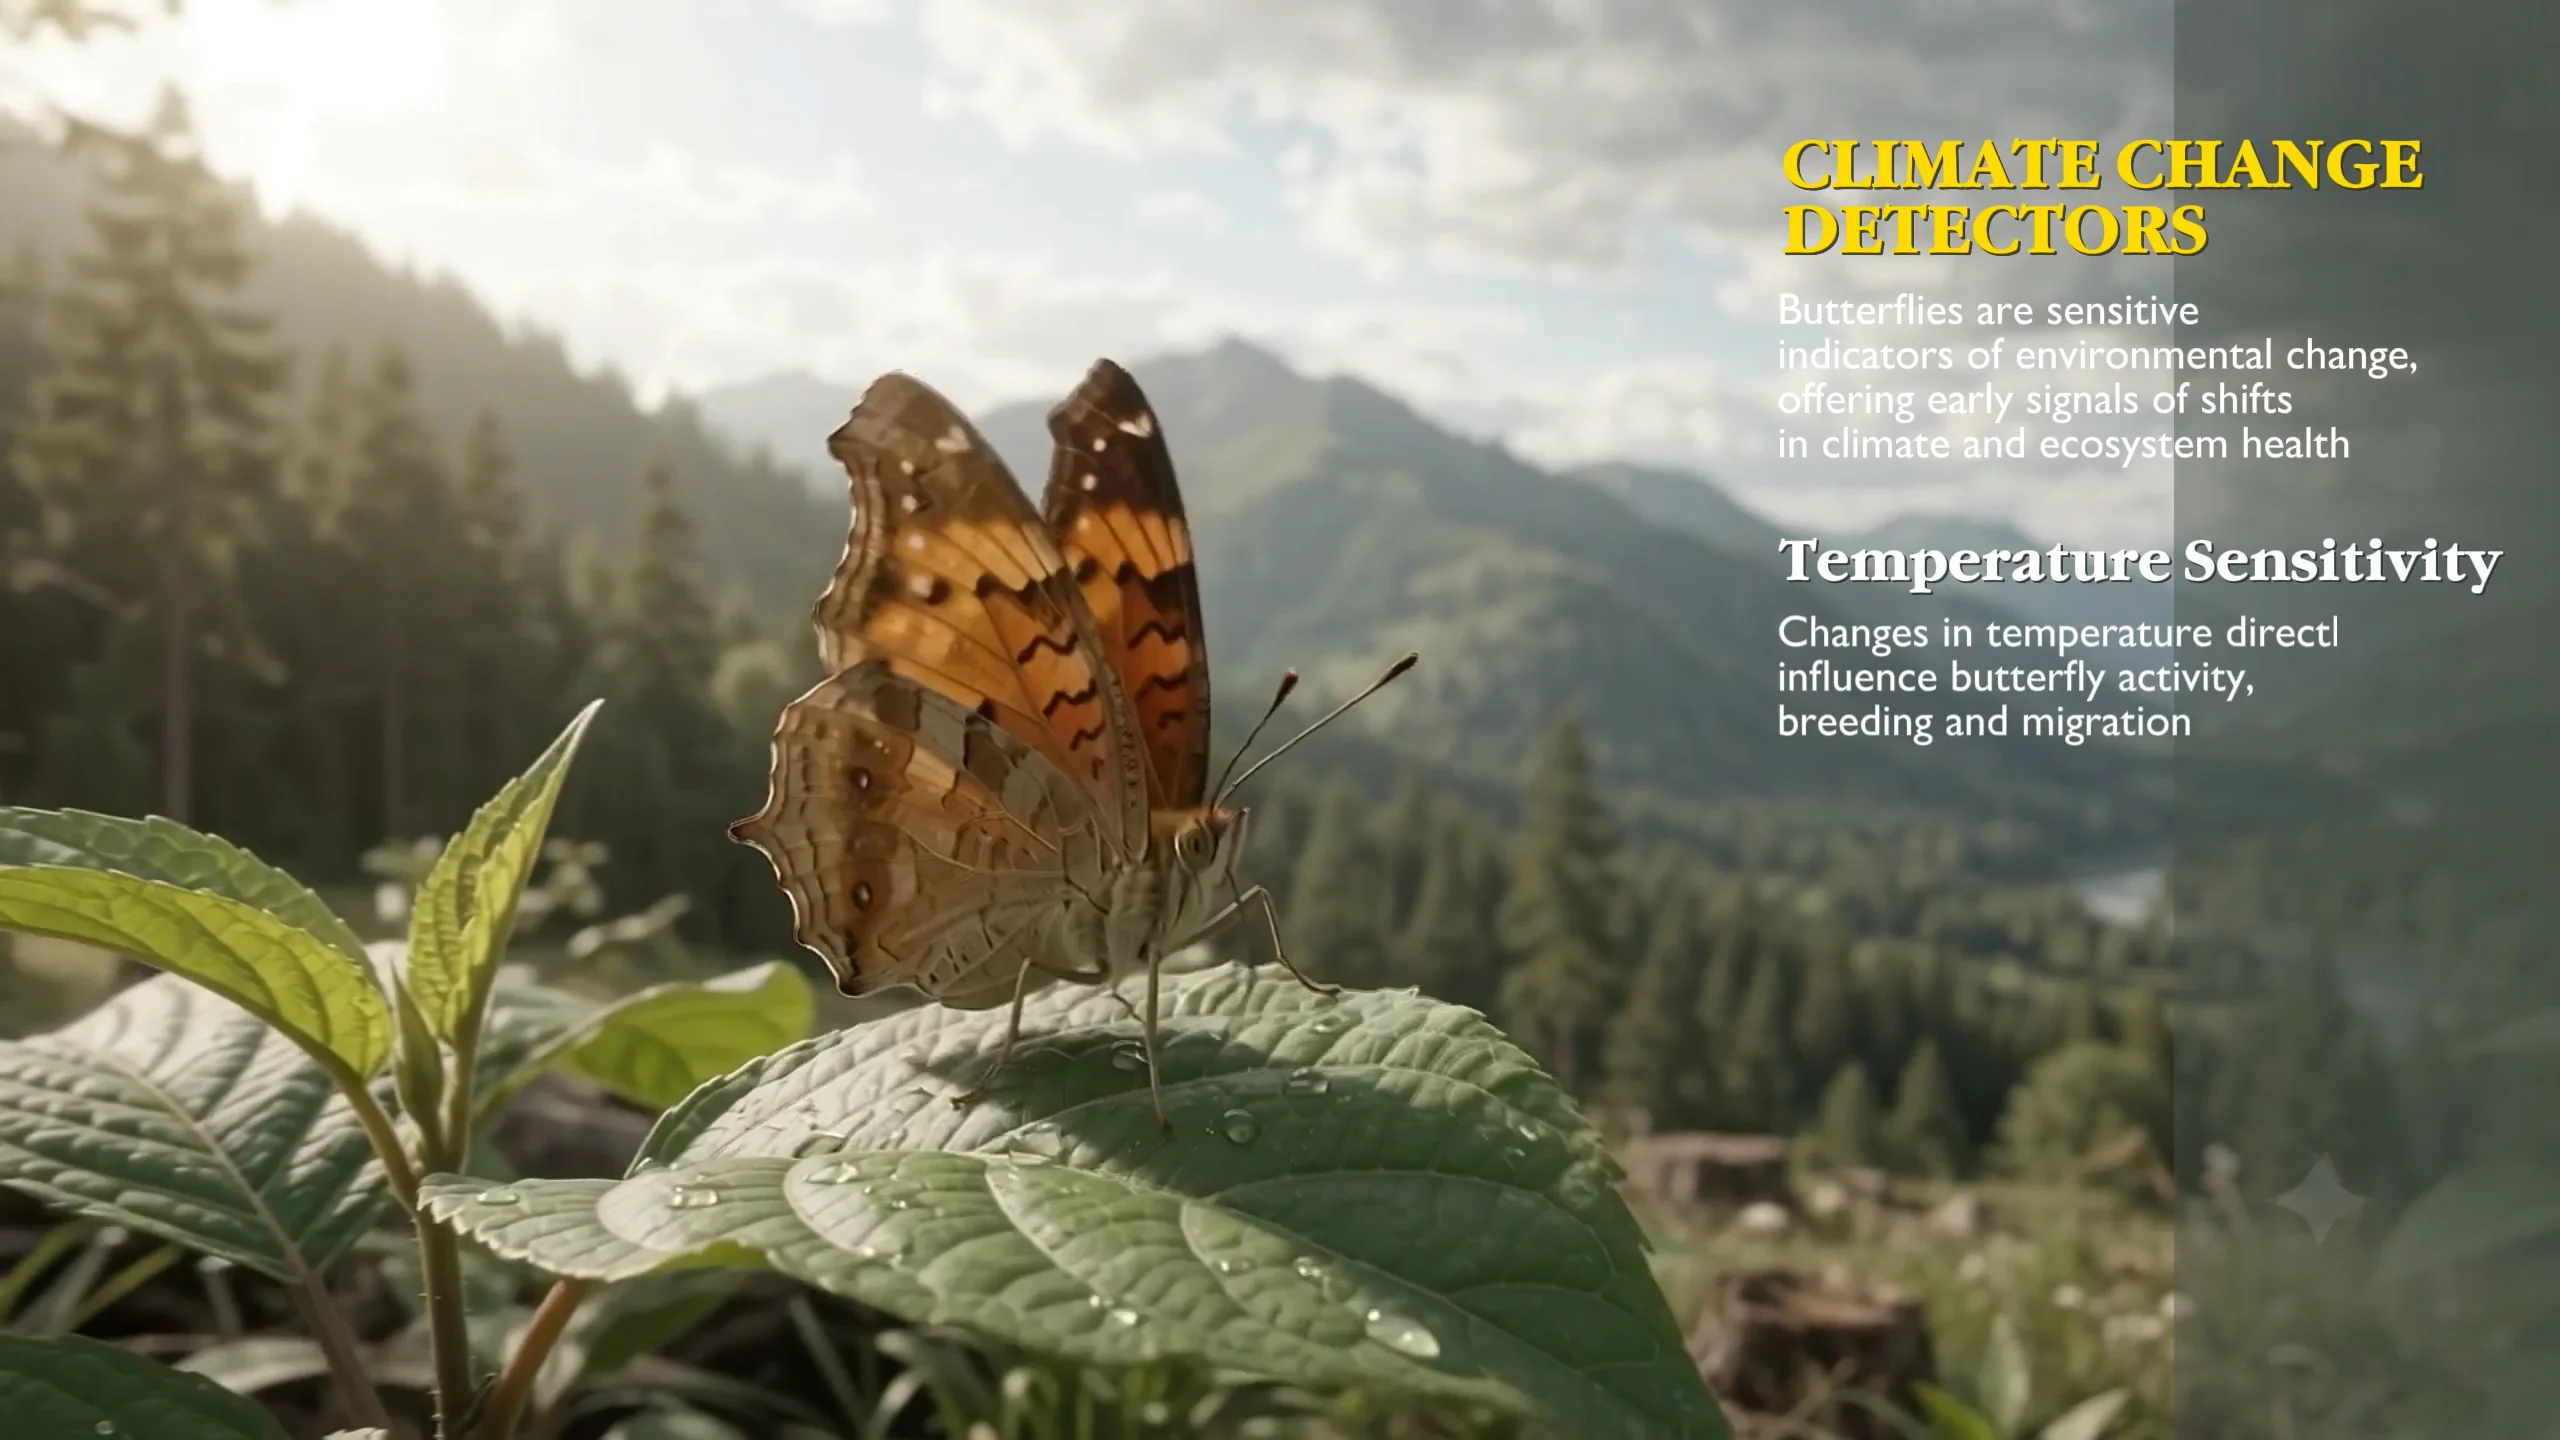 CLIMATE CHANGE
DETECTORS
Butterflies are sensitive
indicators of environmental change,
offering early signals of shifts
in climate and ecosystem health
Temperature Sensitivity
Changes in temperature directl
influence butterfly activity,
breeding and migration